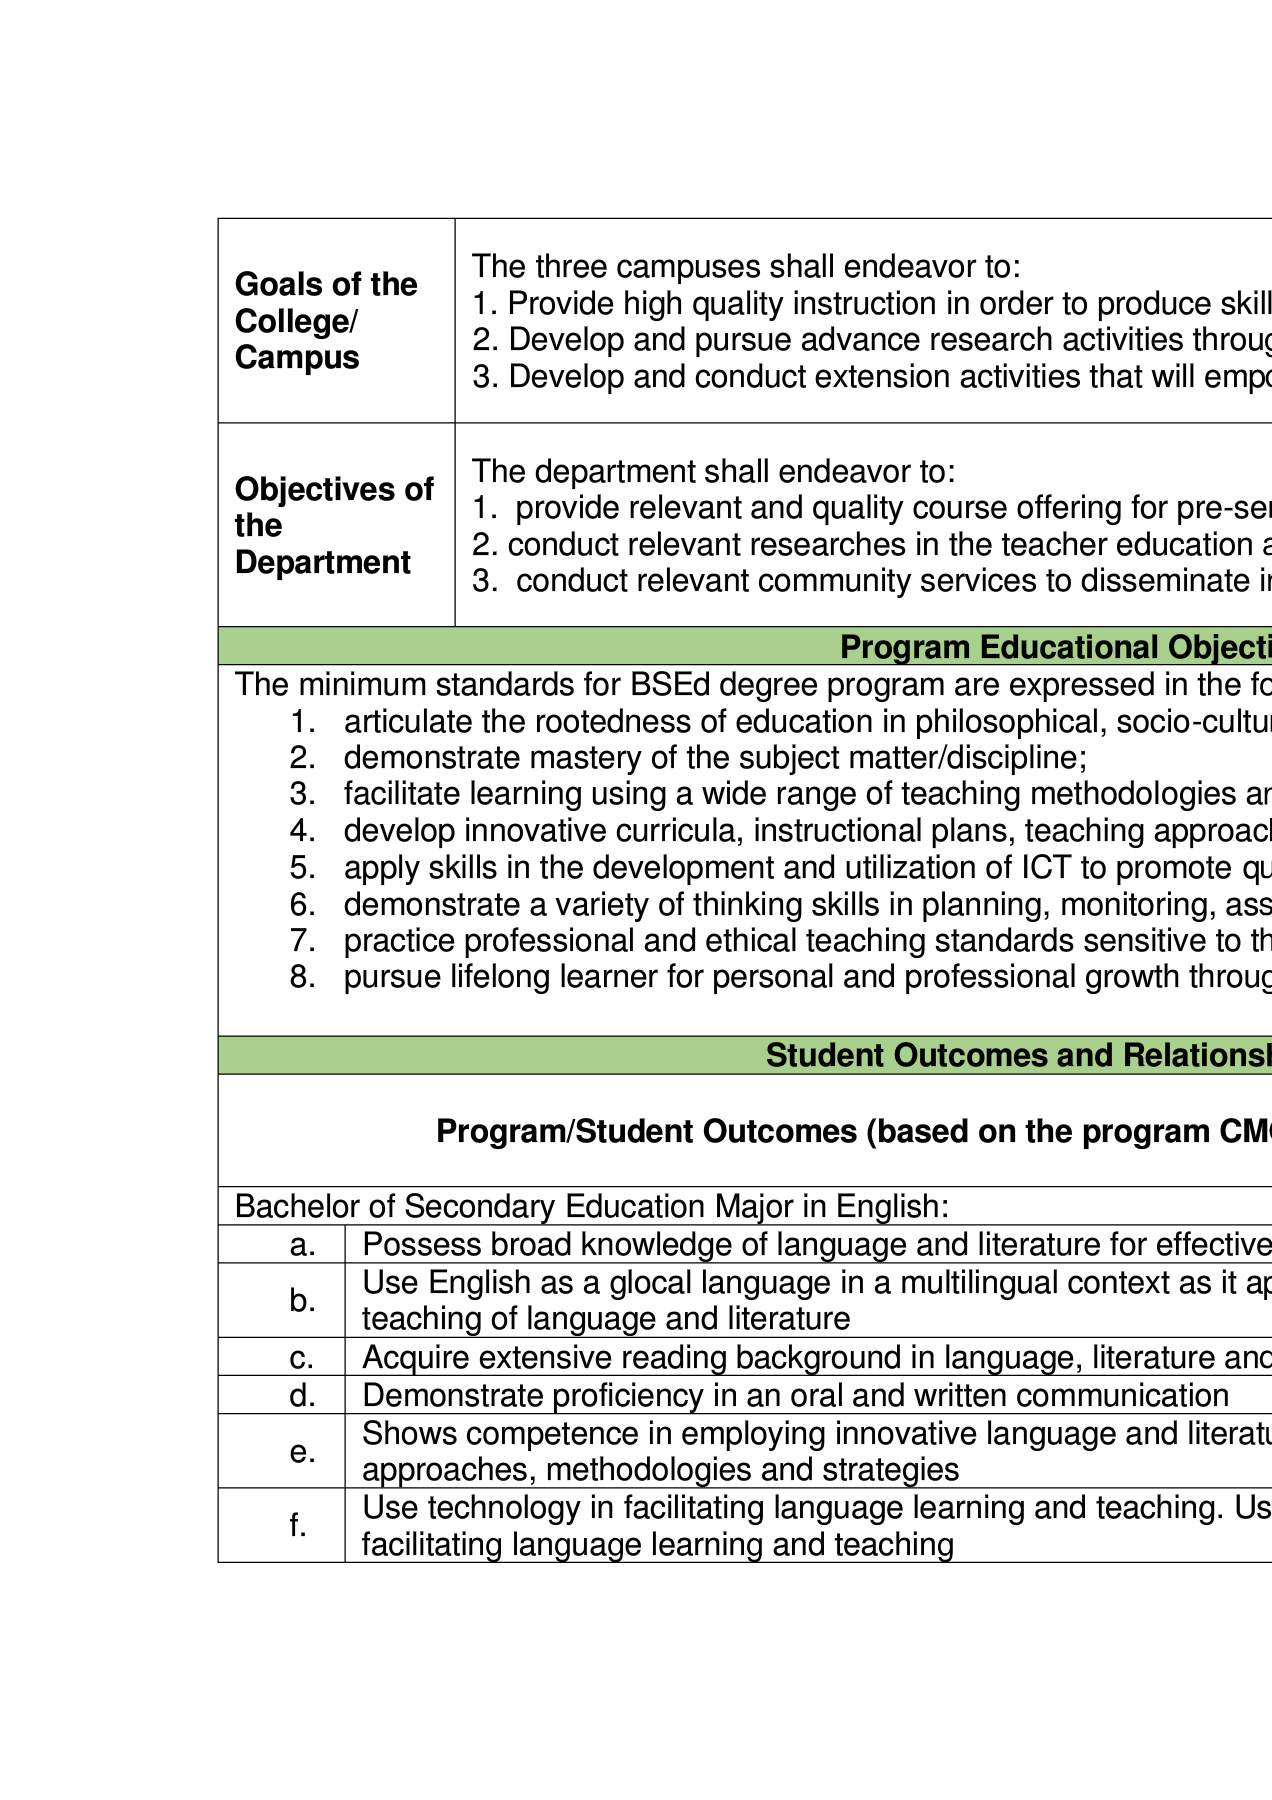 Goals of the
College/
Campus
The three campuses shall endeavor to:
1. Provide high quality instruction in order to produce skill
2. Develop and pursue advance research activities throug
3. Develop and conduct extension activities that will empo
Objectives of
the
Department
The department shall endeavor to:
1. provide relevant and quality course offering for pre-ser
2. conduct relevant researches in the teacher education a
3. conduct relevant community services to disseminate in
Program Educational Objecti
The minimum standards for BSEd degree program are expressed in the fo
1. articulate the rootedness of education in philosophical, socio-cultur
2. demonstrate mastery of the subject matter/discipline;
3. facilitate learning using a wide range of teaching methodologies an
4. develop innovative curricula, instructional plans, teaching approach
5. apply skills in the development and utilization of ICT to promote qu
6. demonstrate a variety of thinking skills in planning, monitoring, ass
7. practice professional and ethical teaching standards sensitive to th
8. pursue lifelong learner for personal and professional growth throug
Student Outcomes and Relationsh
Program/Student Outcomes (based on the program CMO
Bachelor of Secondary Education Major in English:
a. Possess broad knowledge of language and literature for effective
b. Use English as a glocal language in a multilingual context as it ap
teaching of language and literature
c. Acquire extensive reading background in language, literature and
d. Demonstrate proficiency in an oral and written communication
e. Shows competence in employing innovative language and literatu
approaches, methodologies and strategies
f. Use technology in facilitating language learning and teaching. Us
facilitating language learning and teaching